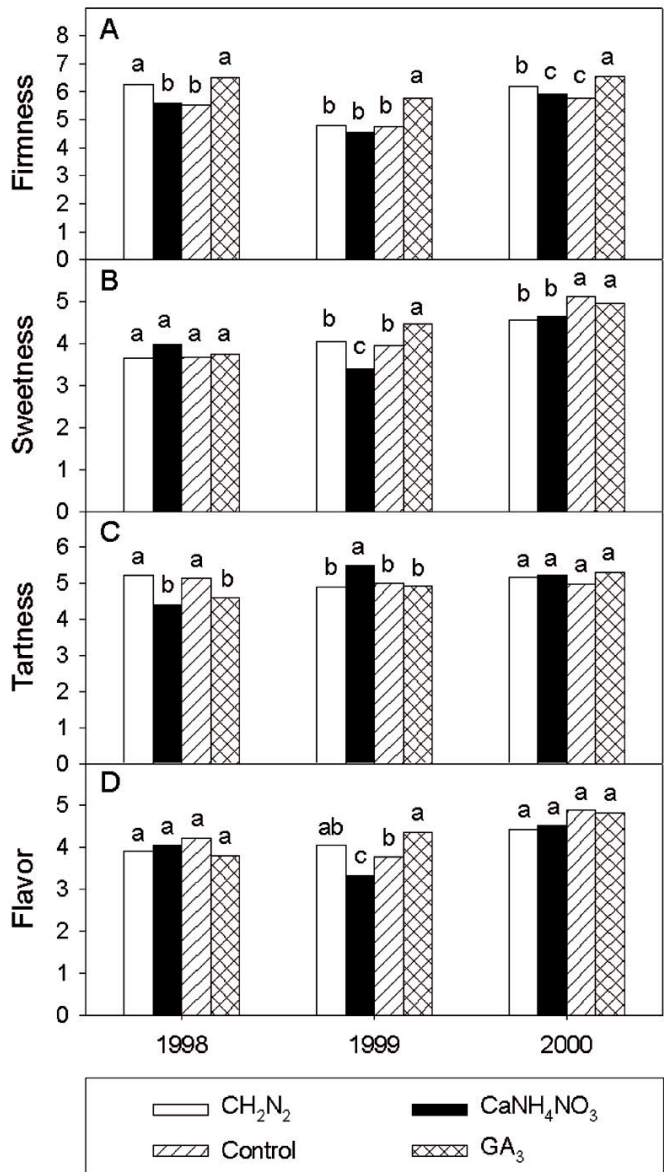 A
Firmness
8
7
6
5
4
3
2
1
0
a b b a
b b b a
b c c a
B
Sweetness
5
4
3
2
1
0
a a a a
b c b a
b b a a
C
Tartness
6
5
4
3
2
1
0
a b a b
b a b b
a a a a
D
Flavor
5
4
3
2
1
0
a a a a
ab c b a
a a a a
1998 1999 2000
CH₂N₂ CaNH₄NO₃
Control GA₃